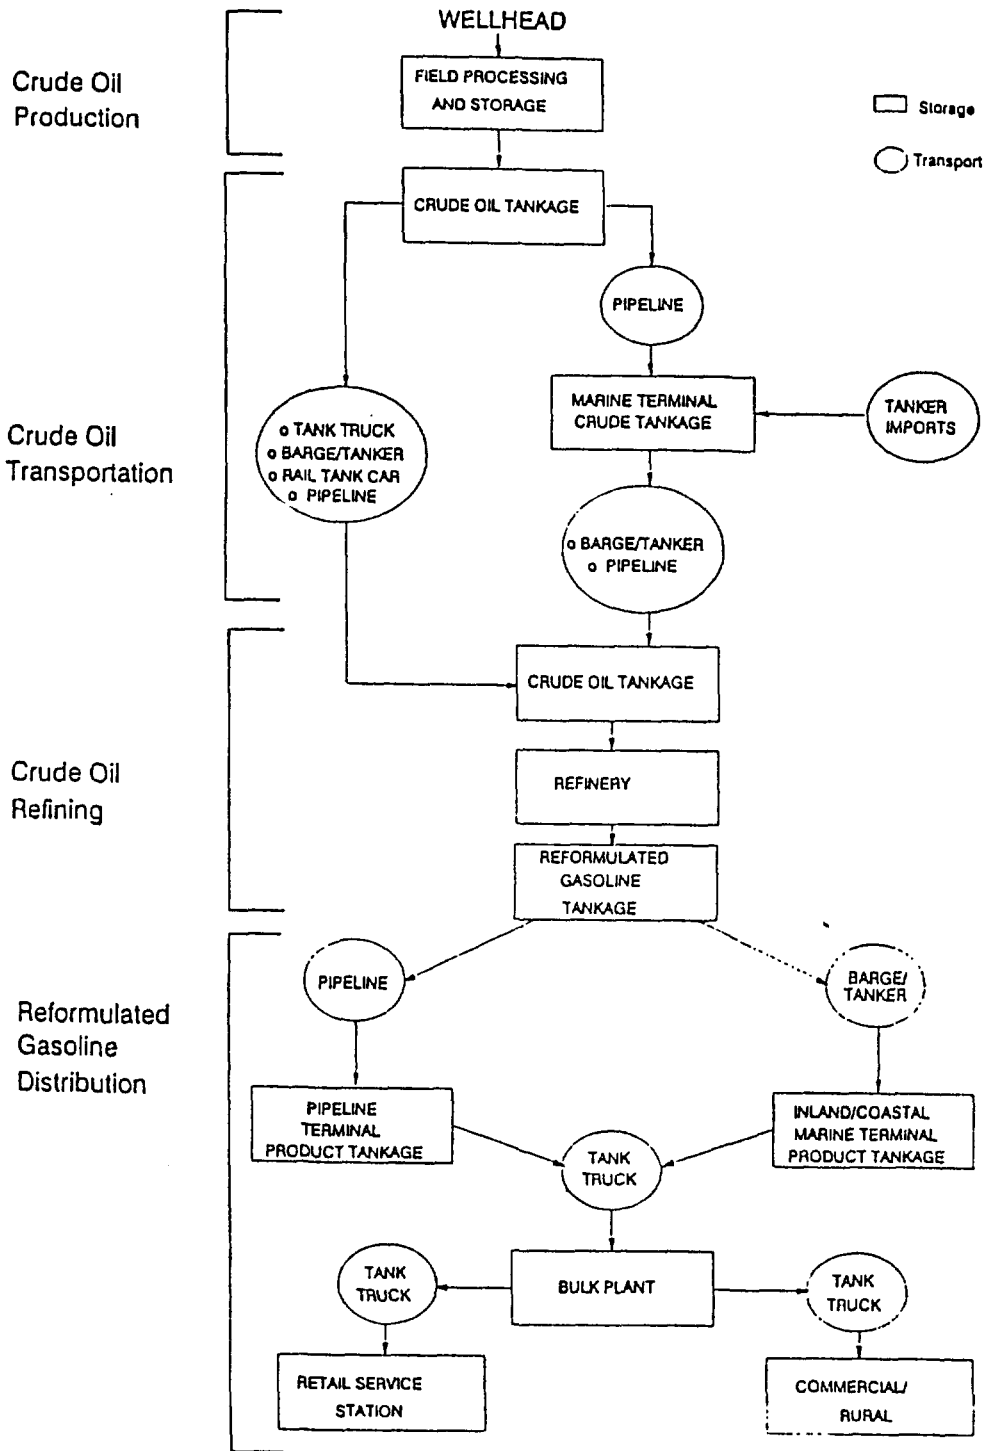 WELLHEAD
Crude Oil
Production
FIELD PROCESSING
AND STORAGE
Storage
Transport
CRUDE OIL TANKAGE
PIPELINE
Crude Oil
Transportation
o TANK TRUCK
o BARGE/TANKER
o RAIL TANK CAR
o PIPELINE
MARINE TERMINAL
CRUDE TANKAGE
TANKER
IMPORTS
o BARGE/TANKER
o PIPELINE
Crude Oil
Refining
CRUDE OIL TANKAGE
REFINERY
REFORMULATED
GASOLINE
TANKAGE
Reformulated
Gasoline
Distribution
PIPELINE
BARGE/
TANKER
PIPELINE
TERMINAL
PRODUCT TANKAGE
INLAND/COASTAL
MARINE TERMINAL
PRODUCT TANKAGE
TANK
TRUCK
TANK
TRUCK
BULK PLANT
TANK
TRUCK
RETAIL SERVICE
STATION
COMMERCIAL/
RURAL